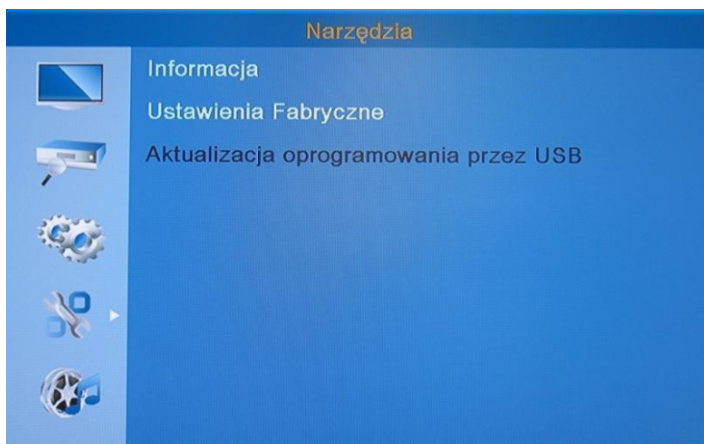 Narzędzia
Informacja
Ustawienia Fabryczne
Aktualizacja oprogramowania przez USB